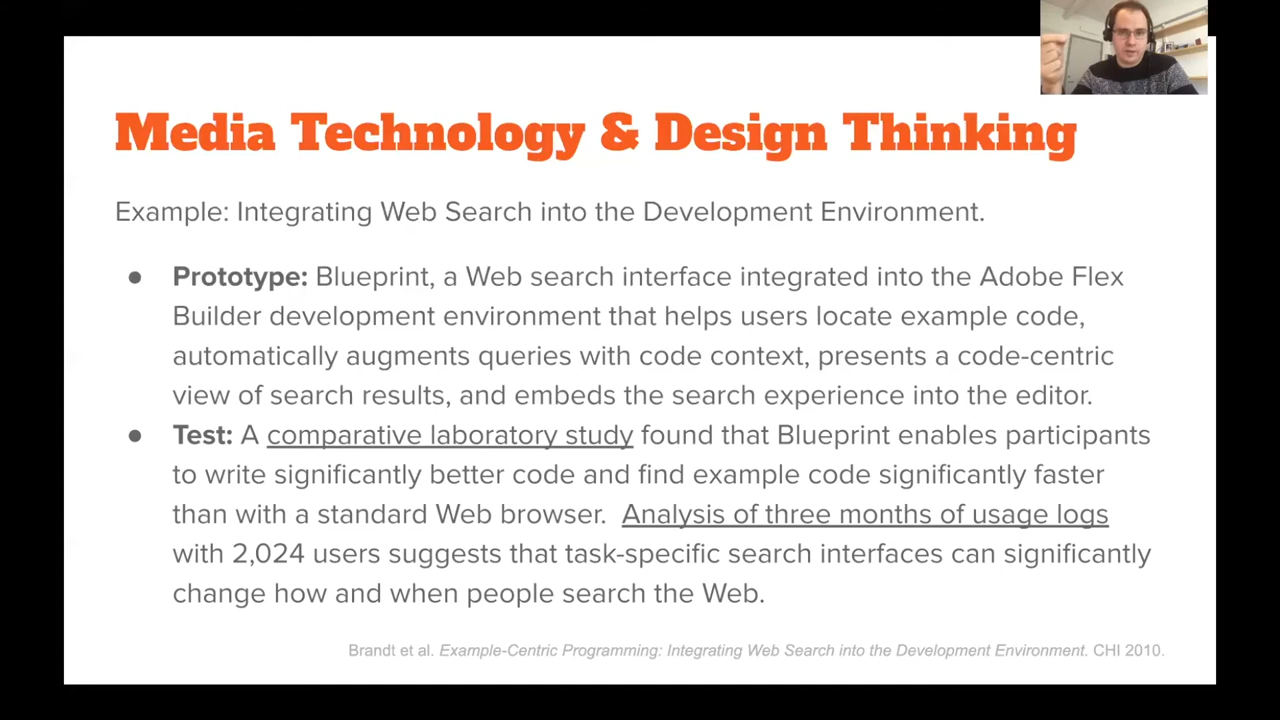 Media Technology & Design Thinking
Example: Integrating Web Search into the Development Environment.
● Prototype: Blueprint, a Web search interface integrated into the Adobe Flex
Builder development environment that helps users locate example code,
automatically augments queries with code context, presents a code-centric
view of search results, and embeds the search experience into the editor.
● Test: A comparative laboratory study found that Blueprint enables participants
to write significantly better code and find example code significantly faster
than with a standard Web browser. Analysis of three months of usage logs
with 2,024 users suggests that task-specific search interfaces can significantly
change how and when people search the Web.
Brandt et al. Example-Centric Programming: Integrating Web Search into the Development Environment. CHI 2010.